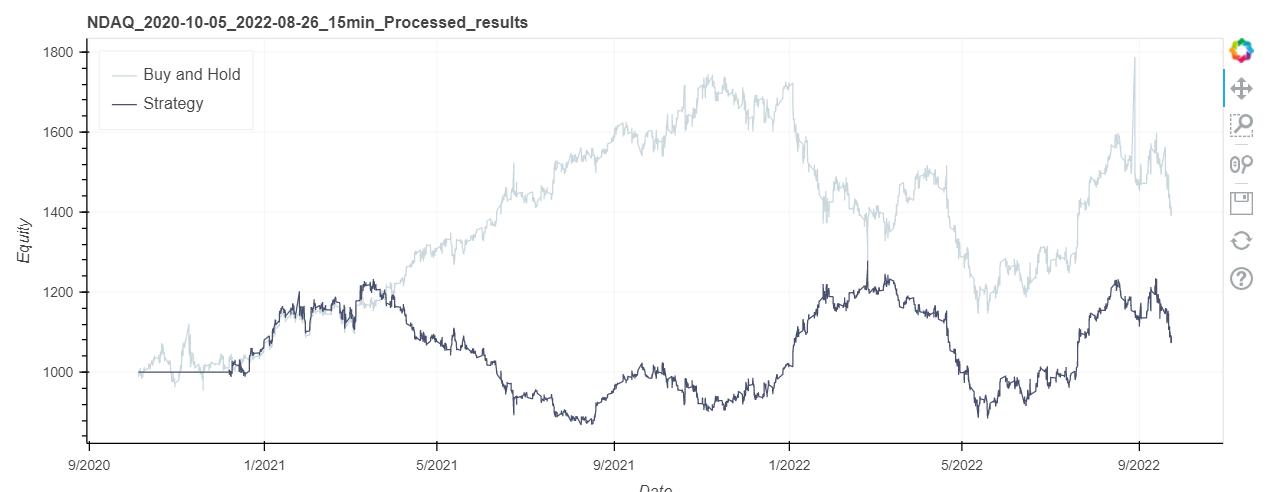 NDAQ_2020-10-05_2022-08-26_15min_Processed_results
Buy and Hold
Strategy
Equity
1800
1600
1400
1200
1000
9/2020 1/2021 5/2021 9/2021 1/2022 5/2022 9/2022
Date